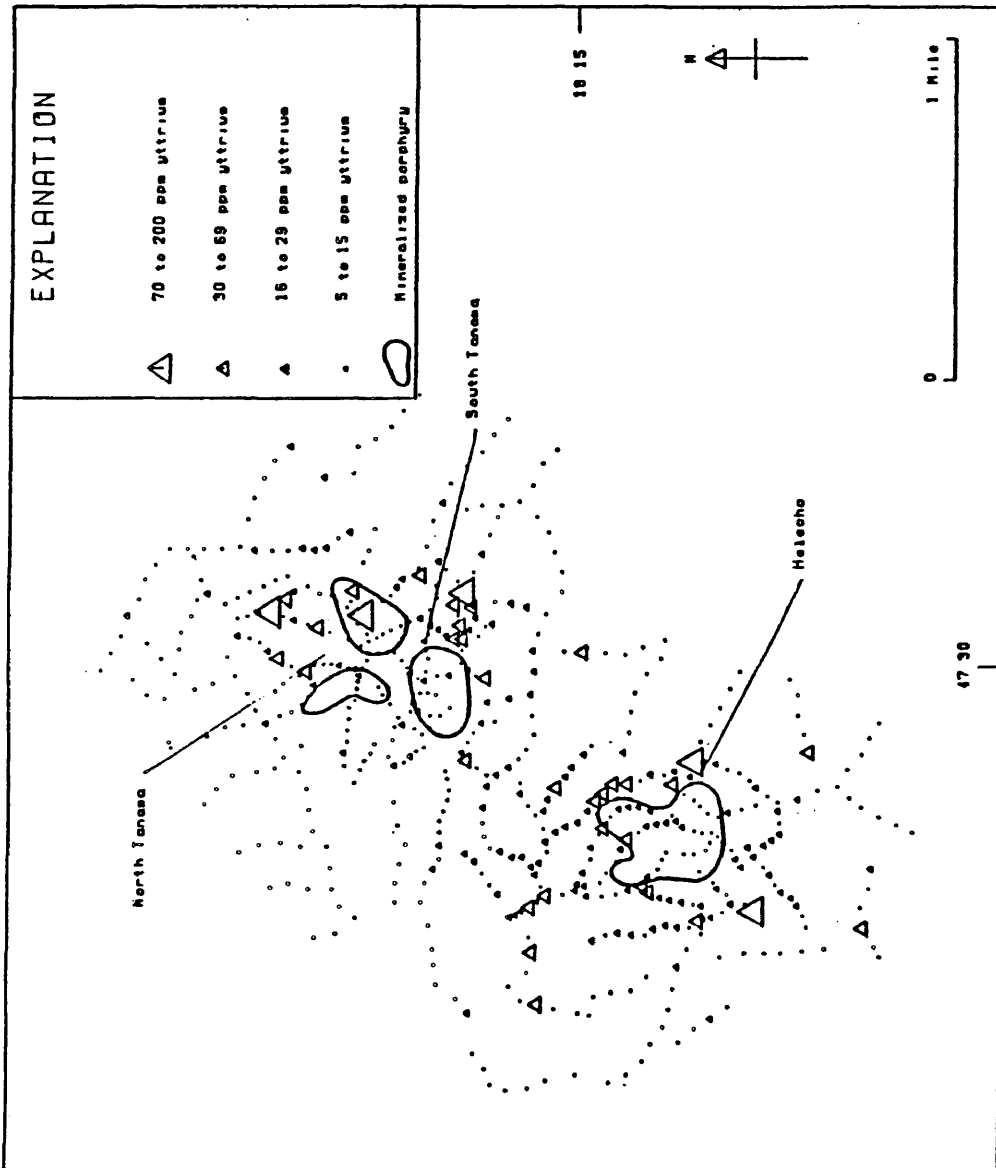 EXPLANATION
70 to 200 ppm yttrium
30 to 69 ppm yttrium
16 to 29 ppm yttrium
5 to 15 ppm yttrium
Mineralized porphyry
North Tanama
South Tanama
Helecho
18 15
47 30
N
0
1 Mile